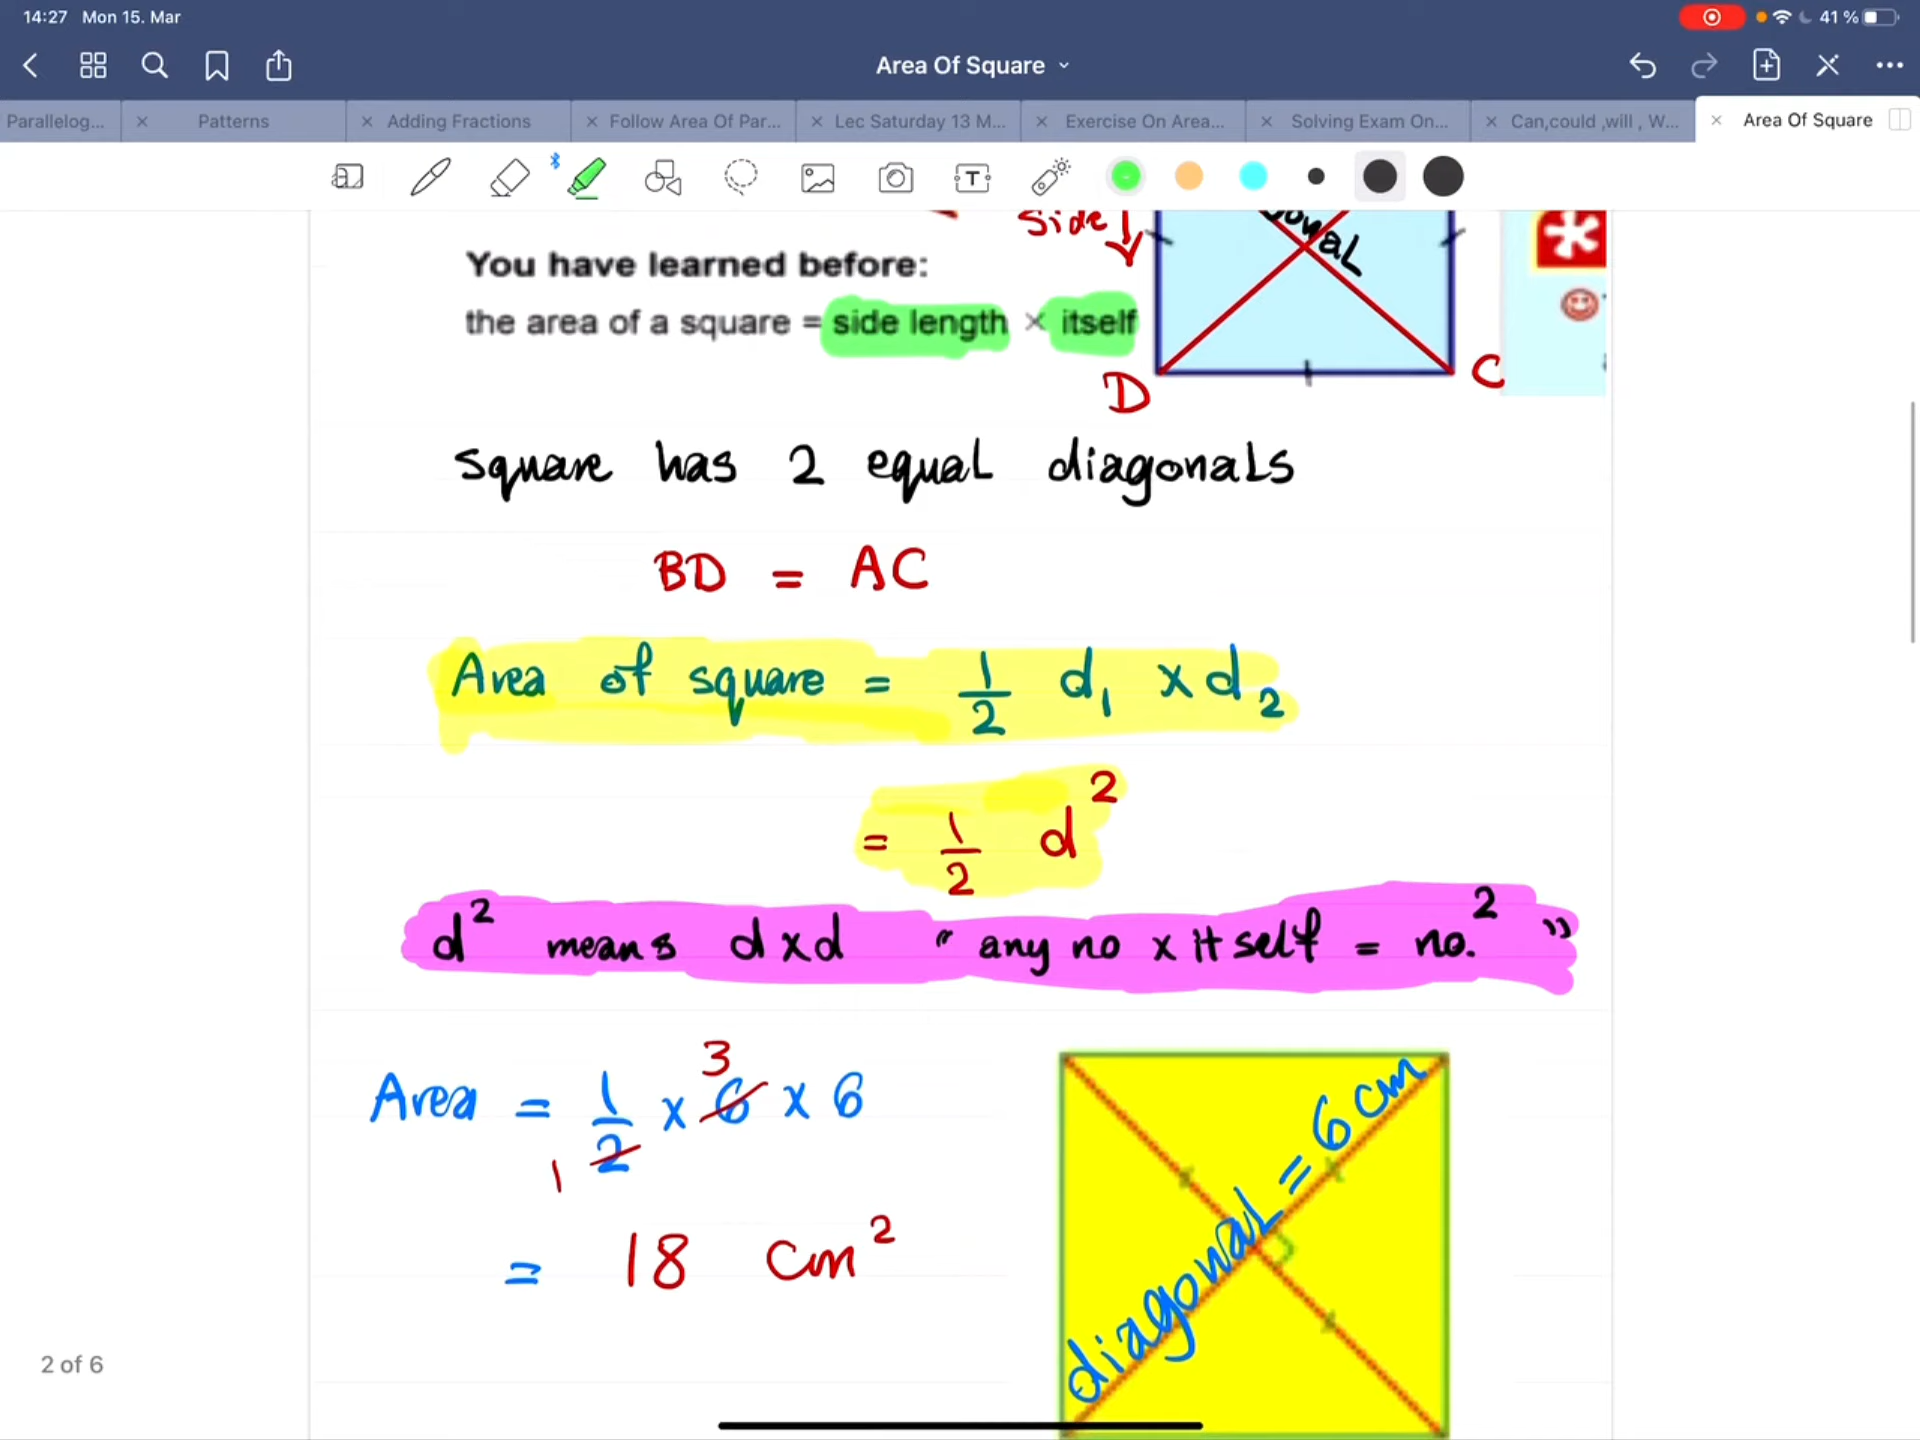 14:27 Mon 15. Mar 41 %
Area Of Square
Parallelog... Patterns Adding Fractions Follow Area Of Par... Lec Saturday 13 M... Exercise On Area... Solving Exam On... Can,could ,will , W... Area Of Square
side
You have learned before:
the area of a square = side length × itself
D C
square has 2 equal diagonals
BD = AC
Area of square = 1/2 d₁ x d₂
= 1/2 d²
d² means d x d “ any no x it self = no.² ”
Area = 1/2 x 6 x 6
3
1
= 18 cm²
diagonal = 6 cm
2 of 6